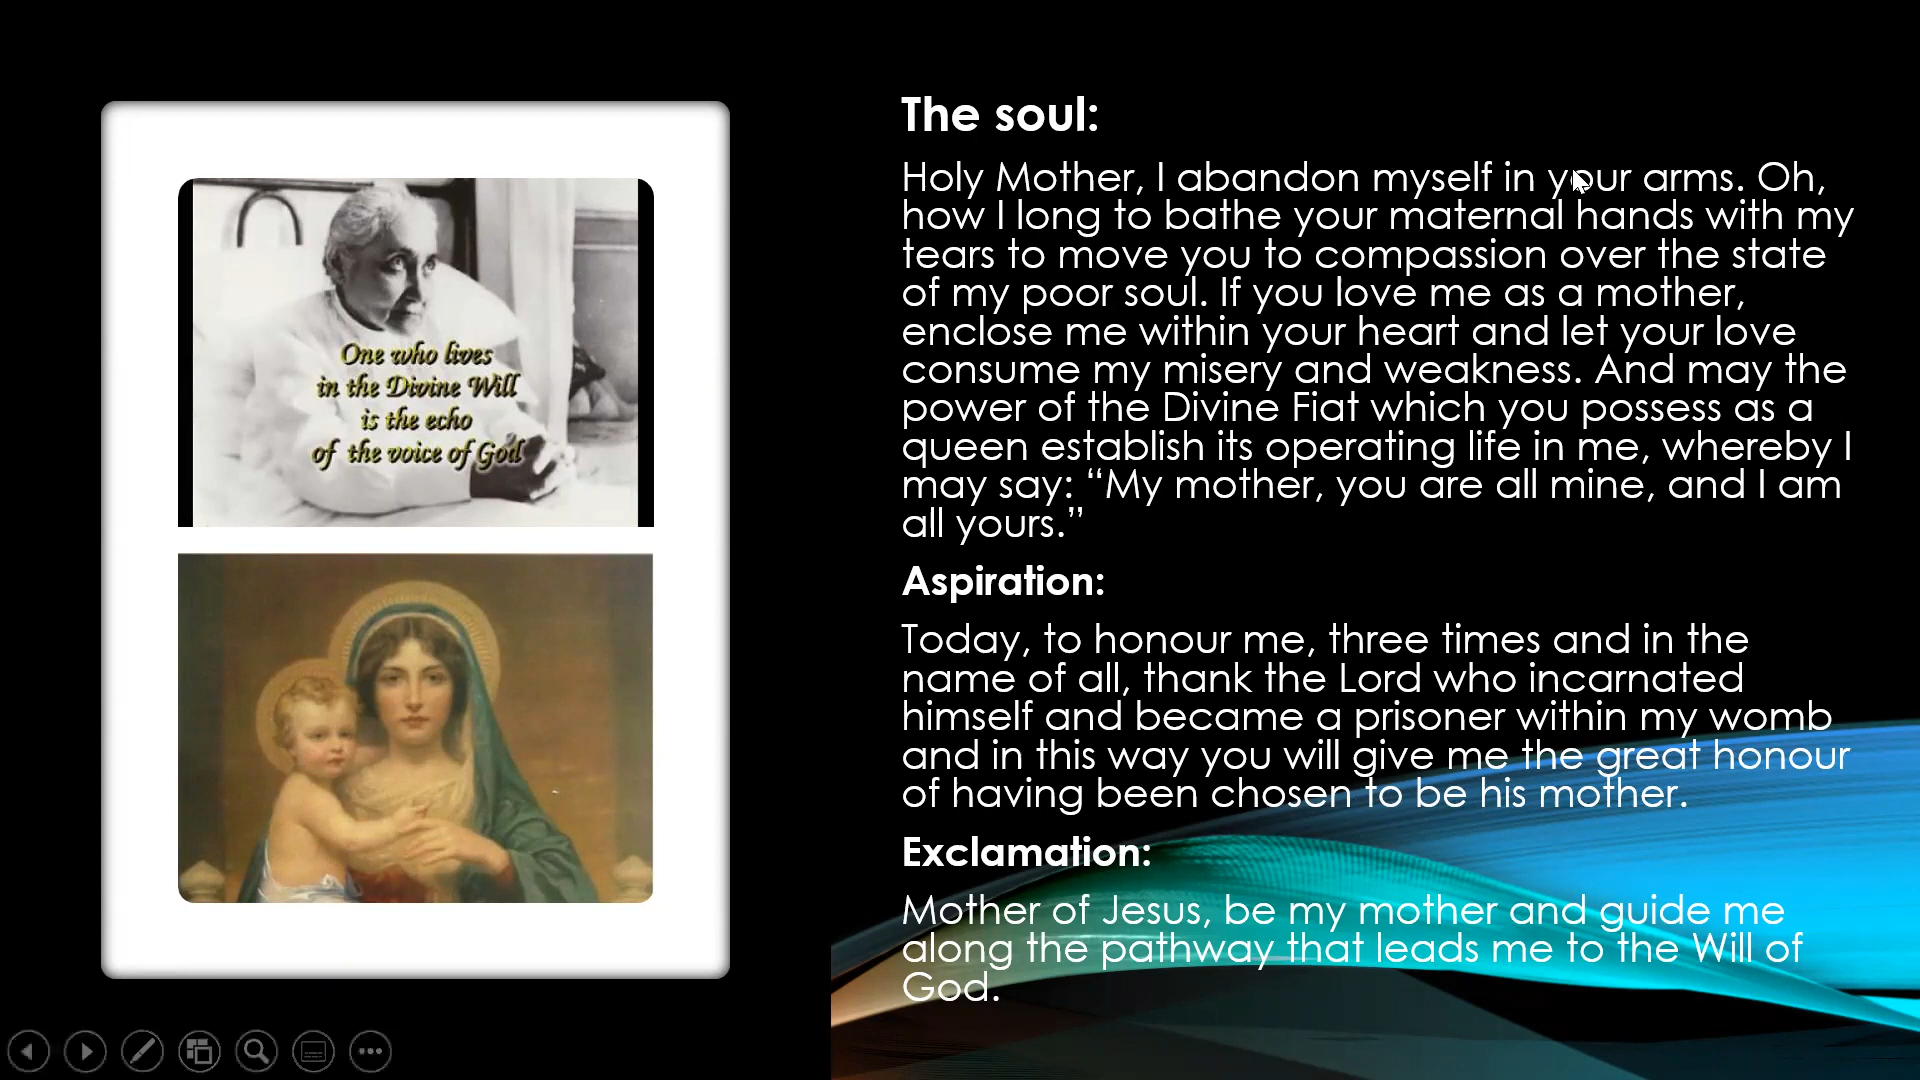 One who lives
in the Divine Will
is the echo
of the voice of God
The soul:
Holy Mother, I abandon myself in your arms. Oh,
how I long to bathe your maternal hands with my
tears to move you to compassion over the state
of my poor soul. If you love me as a mother,
enclose me within your heart and let your love
consume my misery and weakness. And may the
power of the Divine Fiat which you possess as a
queen establish its operating life in me, whereby I
may say: “My mother, you are all mine, and I am
all yours.”
Aspiration:
Today, to honour me, three times and in the
name of all, thank the Lord who incarnated
himself and became a prisoner within my womb
and in this way you will give me the great honour
of having been chosen to be his mother.
Exclamation:
Mother of Jesus, be my mother and guide me
along the pathway that leads me to the Will of
God.